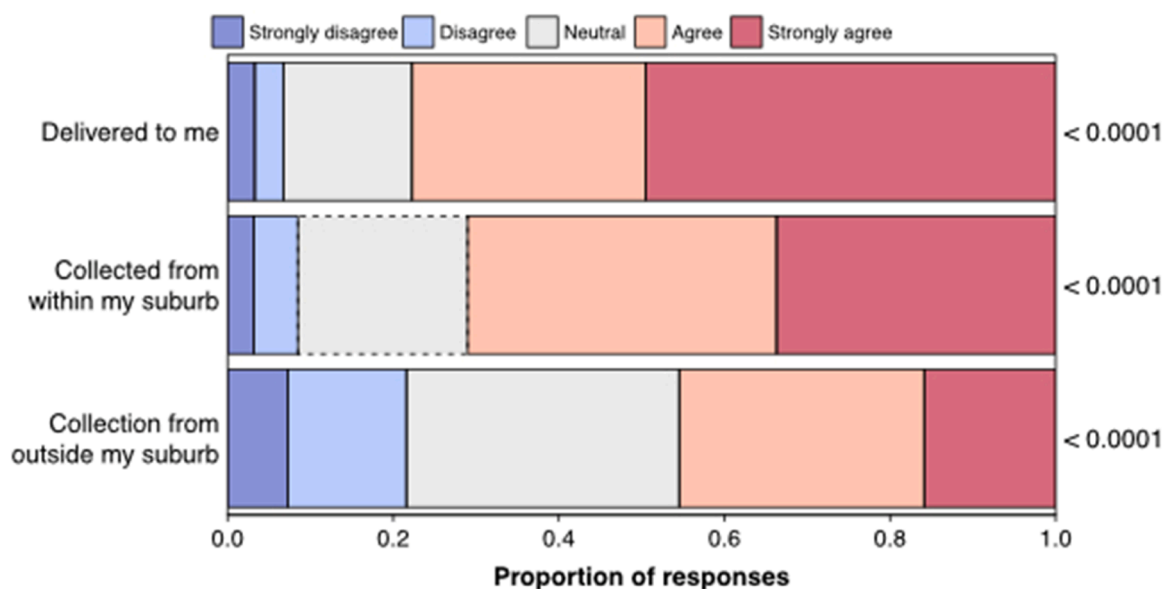 Strongly disagree Disagree Neutral Agree Strongly agree
Delivered to me
< 0.0001
Collected from
within my suburb
< 0.0001
Collection from
outside my suburb
< 0.0001
0.0 0.2 0.4 0.6 0.8 1.0
Proportion of responses